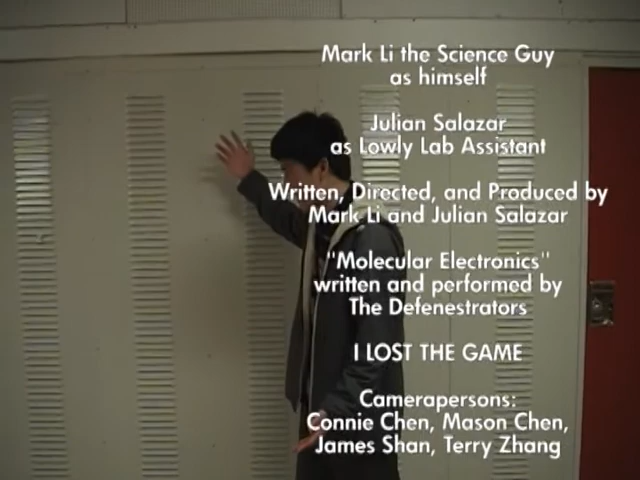 Mark Li the Science Guy
as himself
Julian Salazar
as Lowly Lab Assistant
Written, Directed, and Produced by
Mark Li and Julian Salazar
"Molecular Electronics"
written and performed by
The Defenestrators
I LOST THE GAME
Camerapersons:
Connie Chen, Mason Chen,
James Shan, Terry Zhang